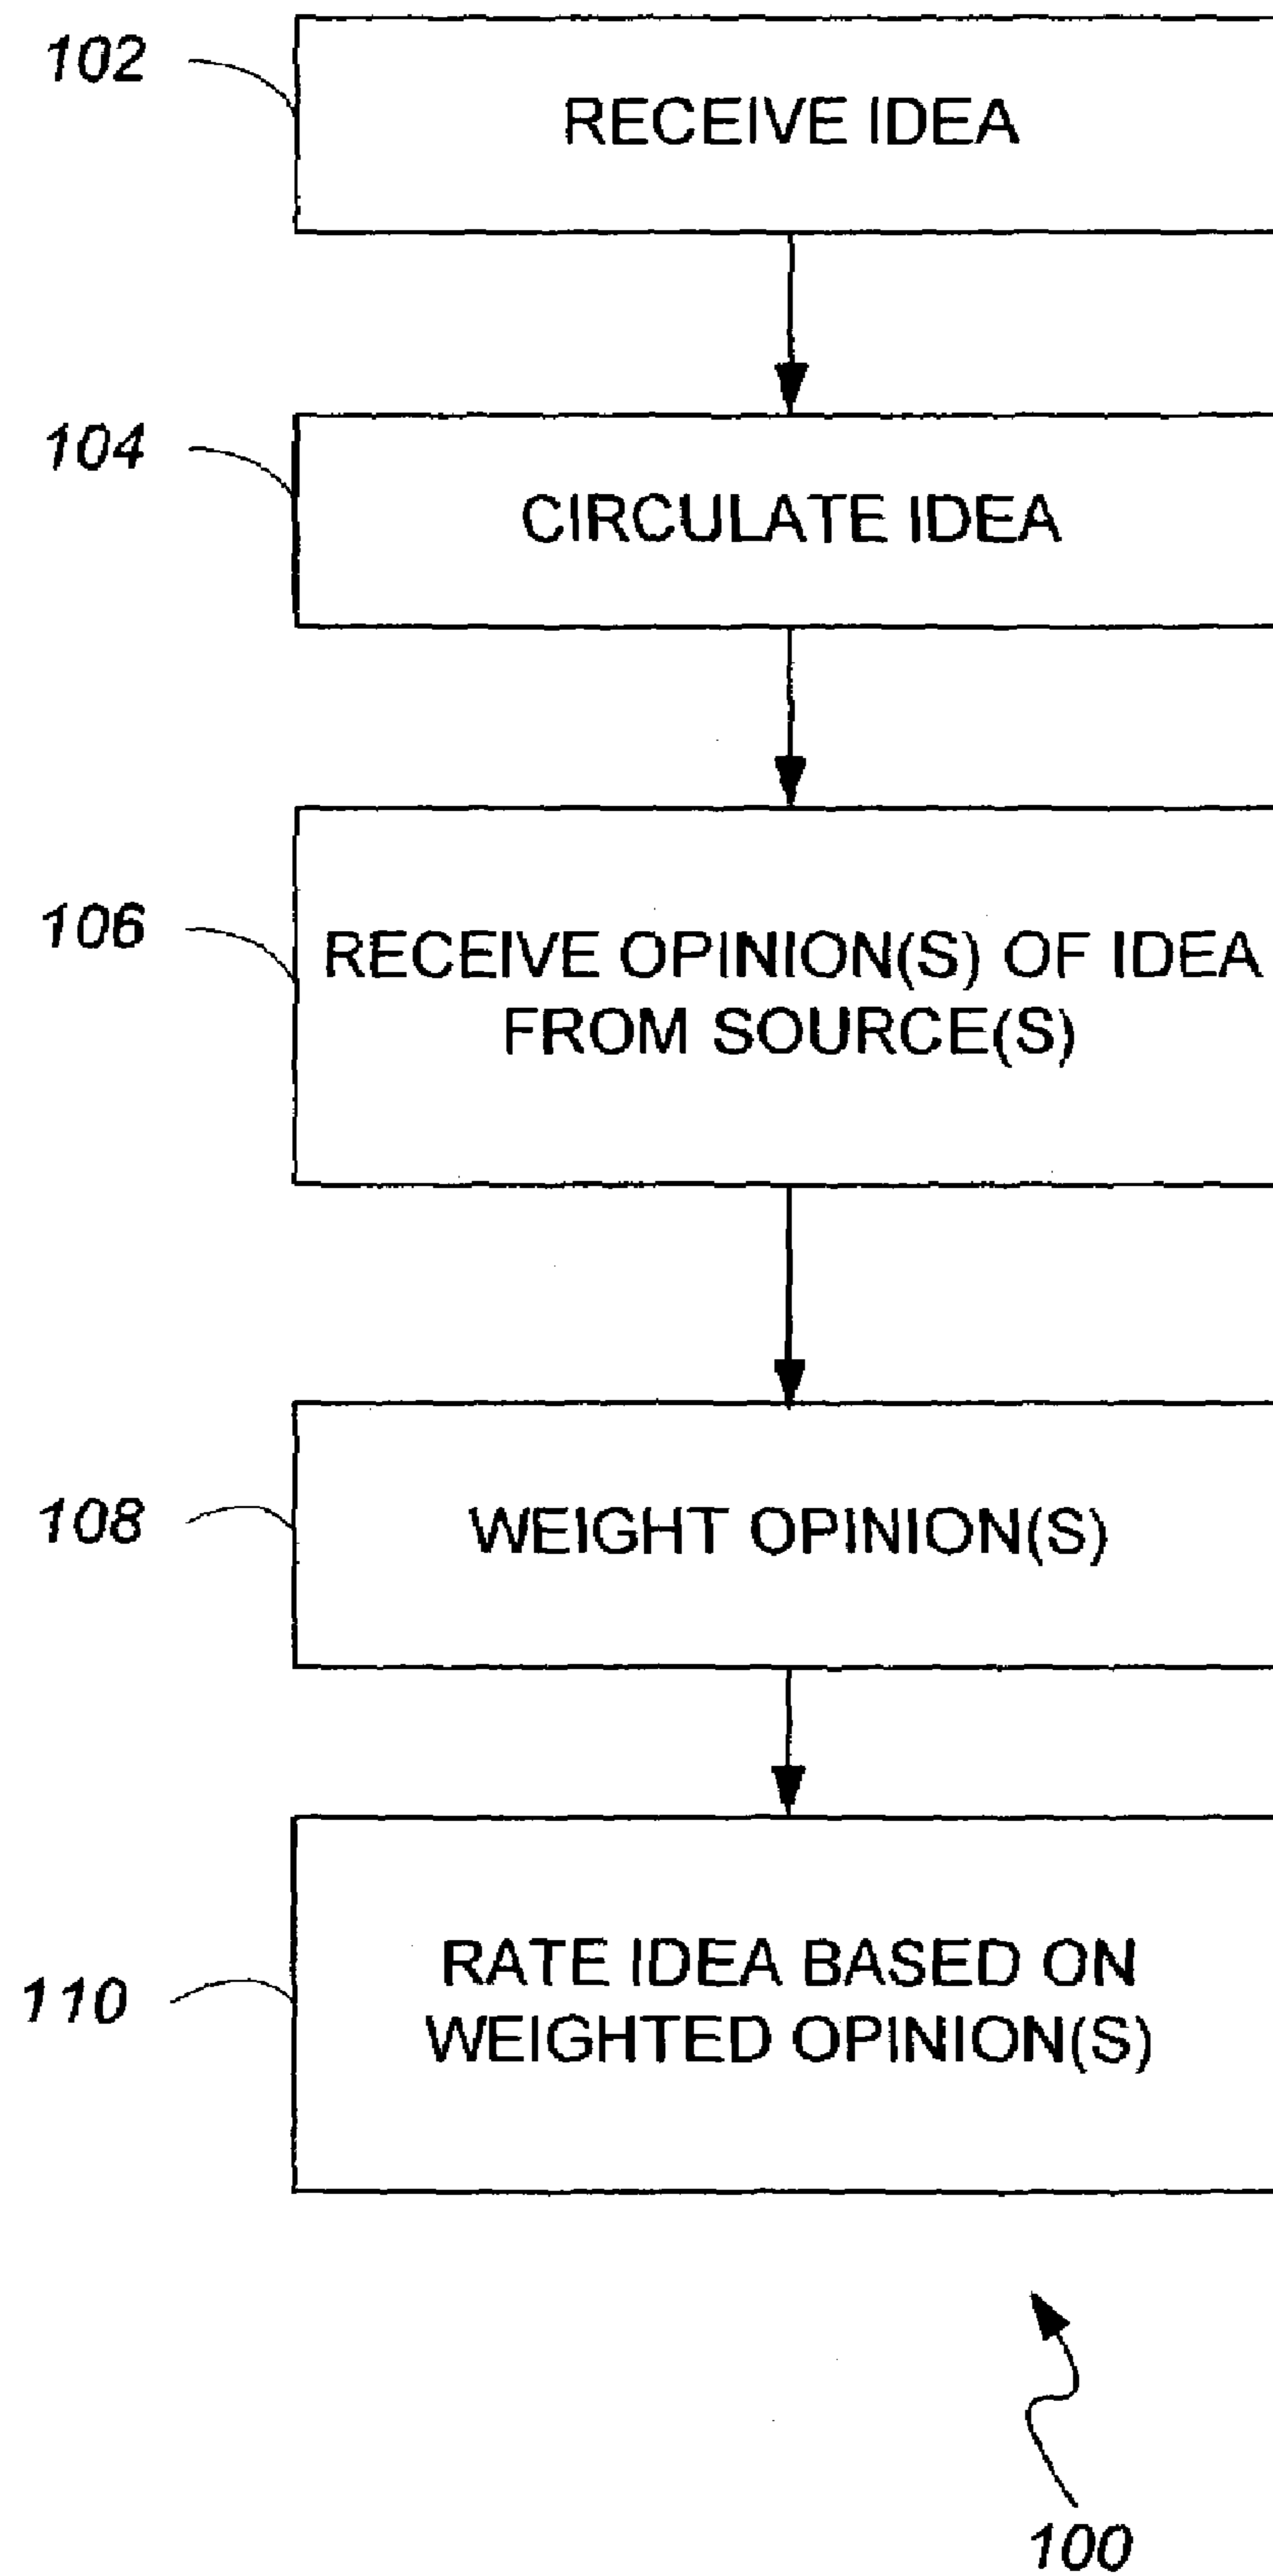 102
RECEIVE IDEA
104
CIRCULATE IDEA
106
RECEIVE OPINION(S) OF IDEA
FROM SOURCE(S)
108
WEIGHT OPINION(S)
110
RATE IDEA BASED ON
WEIGHTED OPINION(S)
100